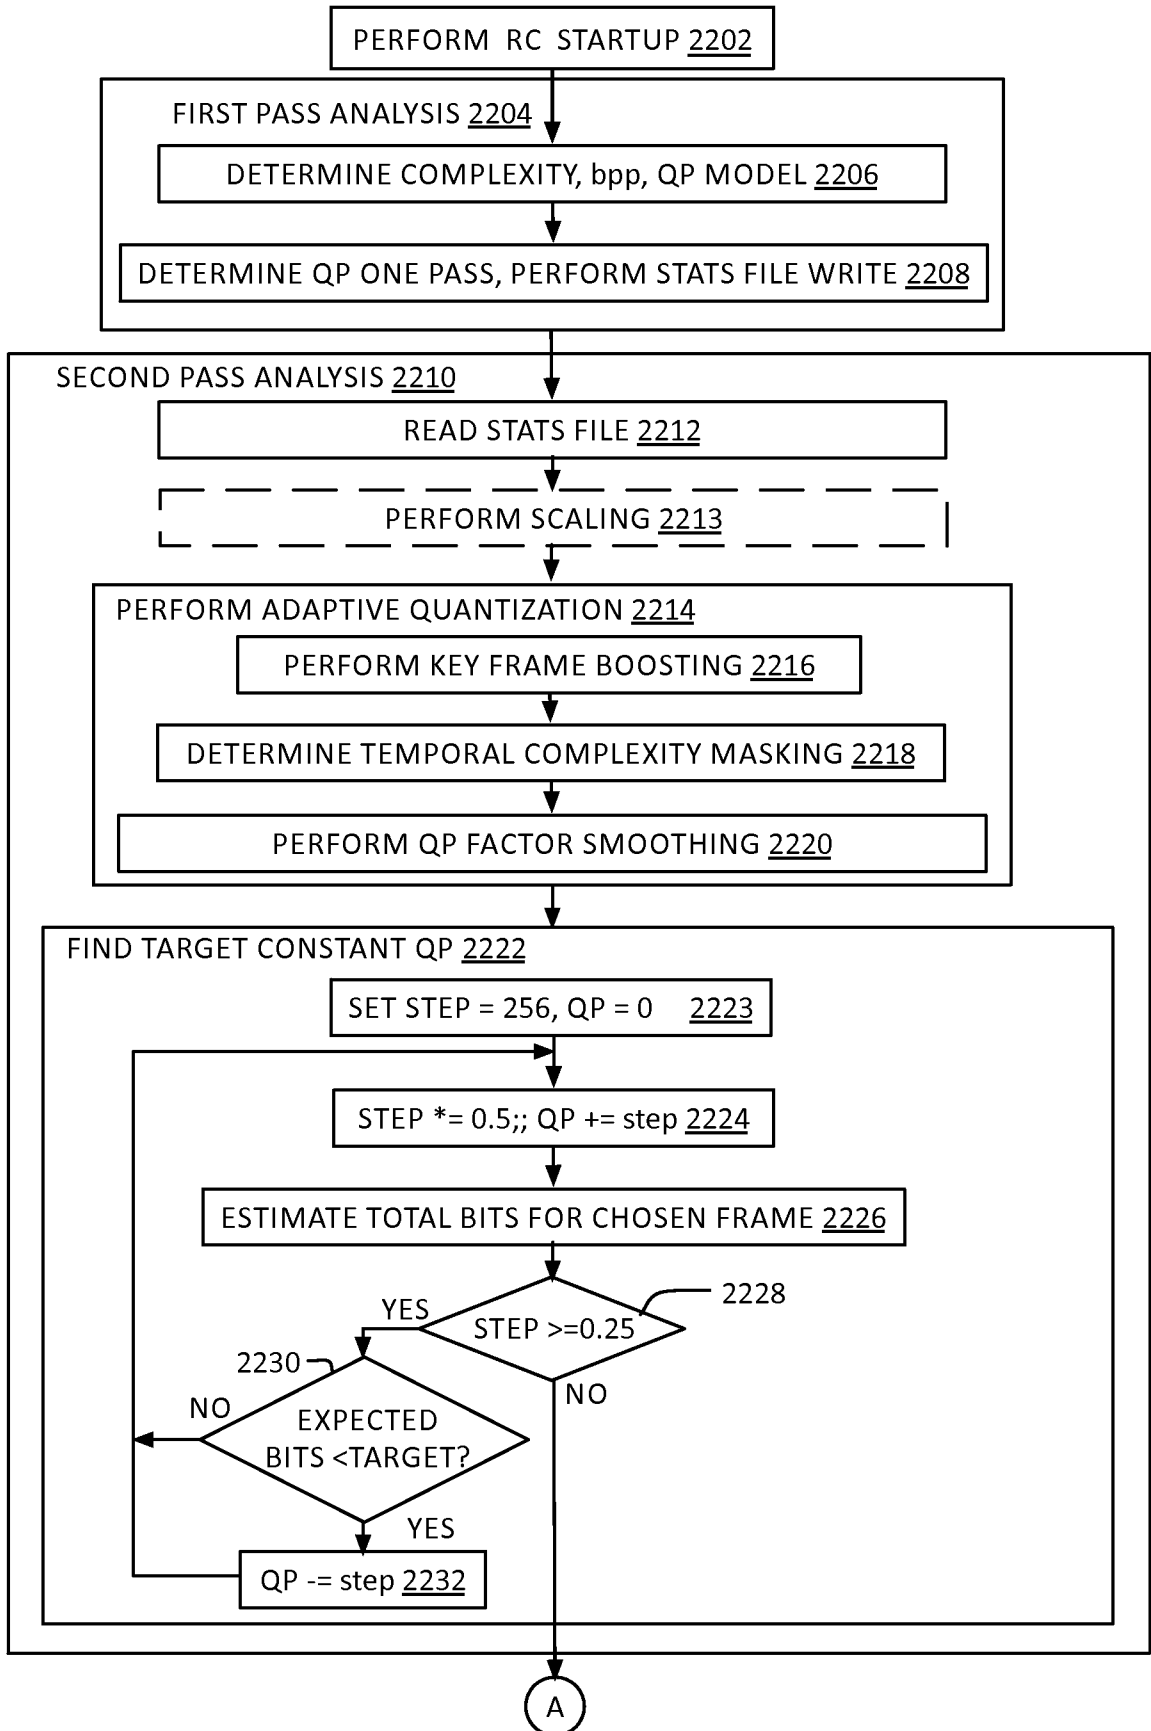 PERFORM RC STARTUP 2202
FIRST PASS ANALYSIS 2204
DETERMINE COMPLEXITY, bpp, QP MODEL 2206
DETERMINE QP ONE PASS, PERFORM STATS FILE WRITE 2208
SECOND PASS ANALYSIS 2210
READ STATS FILE 2212
PERFORM SCALING 2213
PERFORM ADAPTIVE QUANTIZATION 2214
PERFORM KEY FRAME BOOSTING 2216
DETERMINE TEMPORAL COMPLEXITY MASKING 2218
PERFORM QP FACTOR SMOOTHING 2220
FIND TARGET CONSTANT QP 2222
SET STEP = 256, QP = 0 2223
STEP *= 0.5;; QP += step 2224
ESTIMATE TOTAL BITS FOR CHOSEN FRAME 2226
2228
YES
STEP >=0.25
2230
NO
NO
EXPECTED
BITS <TARGET?
YES
QP -= step 2232
A